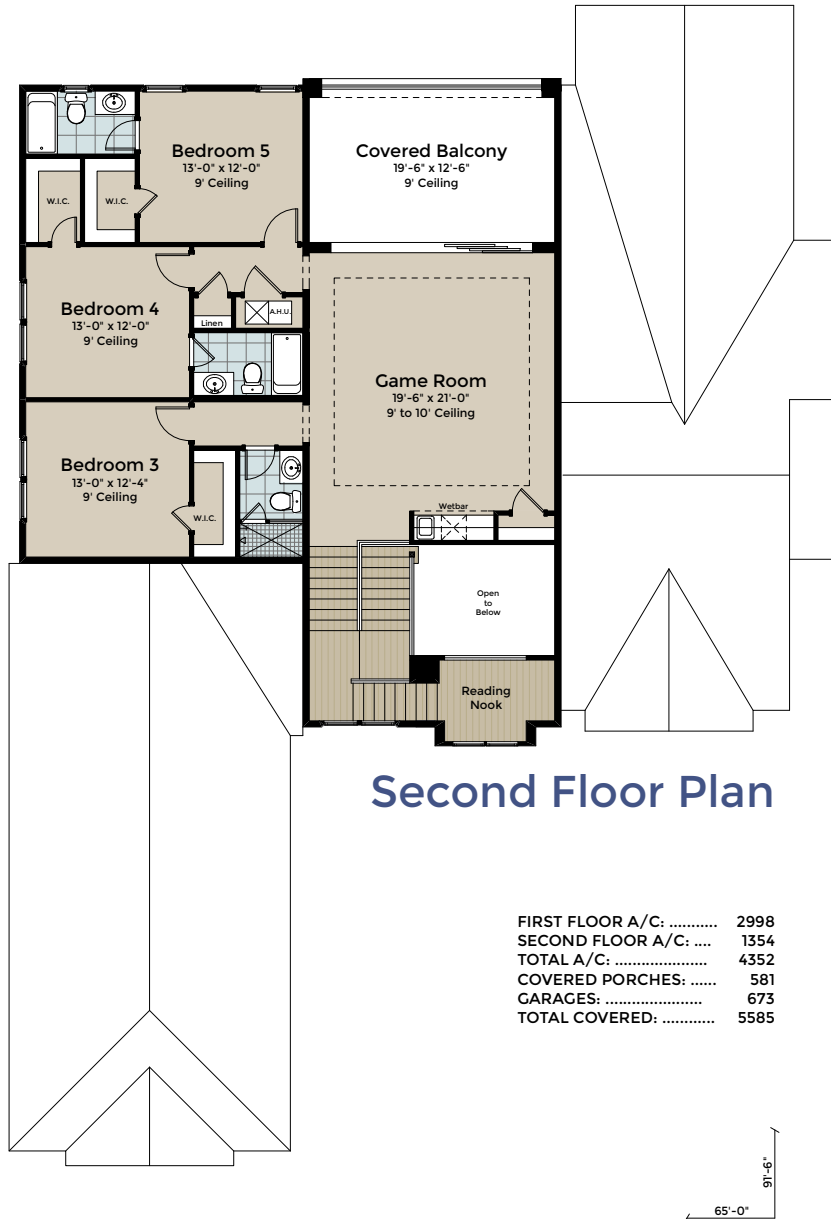 Bedroom 5
13'-0" x 12'-0"
9' Ceiling
Covered Balcony
19'-6" x 12'-6"
9' Ceiling
W.I.C.
W.I.C.
Bedroom 4
13'-0" x 12'-0"
9' Ceiling
Linen
A.H.U.
Game Room
19'-6" x 21'-0"
9' to 10' Ceiling
Bedroom 3
13'-0" x 12'-4"
9' Ceiling
W.I.C.
Wetbar
Open
to
Below
Reading
Nook
Second Floor Plan
FIRST FLOOR A/C: ........... 2998
SECOND FLOOR A/C: .... 1354
TOTAL A/C: ..................... 4352
COVERED PORCHES: ...... 581
GARAGES: ...................... 673
TOTAL COVERED: ............ 5585
91'-6"
65'-0"